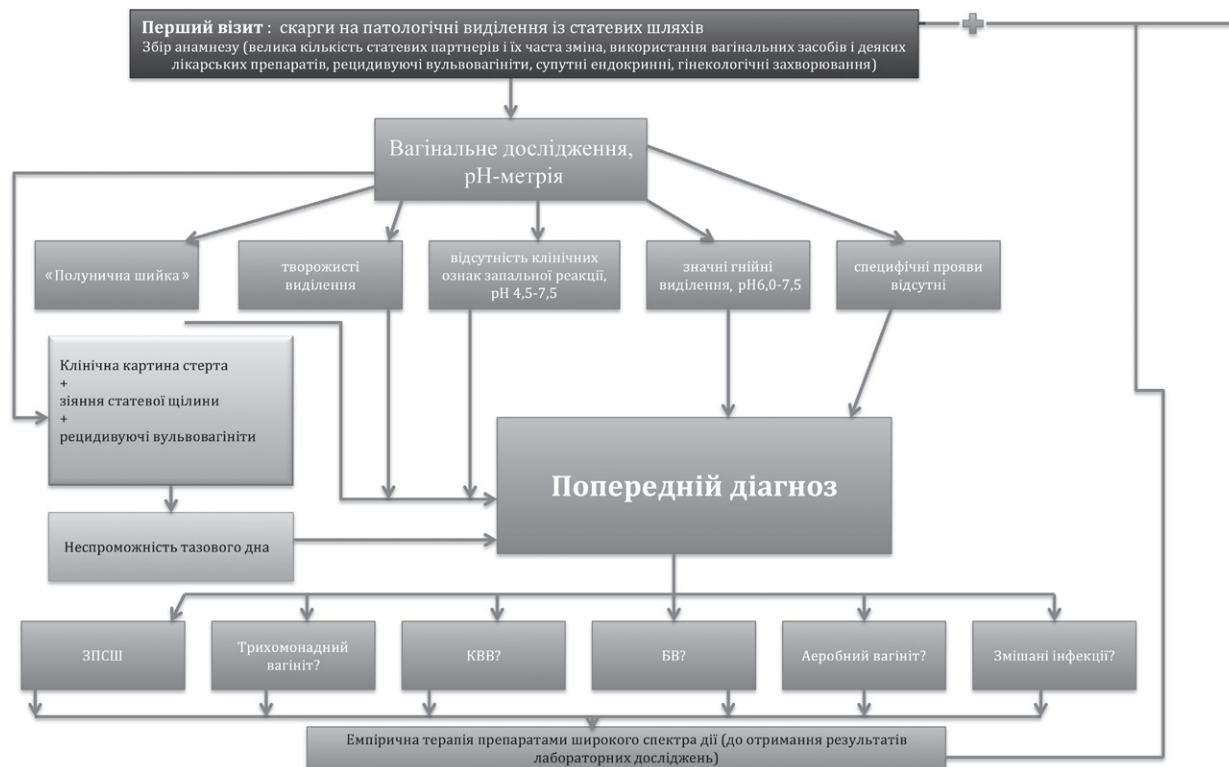 Перший візит : скарги на патологічні виділення із статевих шляхів
Збір анамнезу (велика кількість статевих партнерів і їх часта зміна, використання вагінальних засобів і деяких
лікарських препаратів, рецидивуючі вульвовагініти, супутні ендокринні, гінекологічні захворювання)
Вагінальне дослідження,
рН-метрія
«Полунична шийка»
творожисті
виділення
відсутність клінічних
ознак запальної реакції,
рН 4,5-7,5
значні гнійні
виділення, рН6,0-7,5
специфічні прояви
відсутні
Клінічна картина стерта
+
зіяння статевої щілини
+
рецидивуючі вульвовагініти
Попередній діагноз
Неспроможність тазового дна
ЗПСШ
Трихомонадний
вагініт?
КВВ?
БВ?
Аеробний вагініт?
Змішані інфекції?
Емпірична терапія препаратами широкого спектра дії (до отримання результатів
лабораторних досліджень)